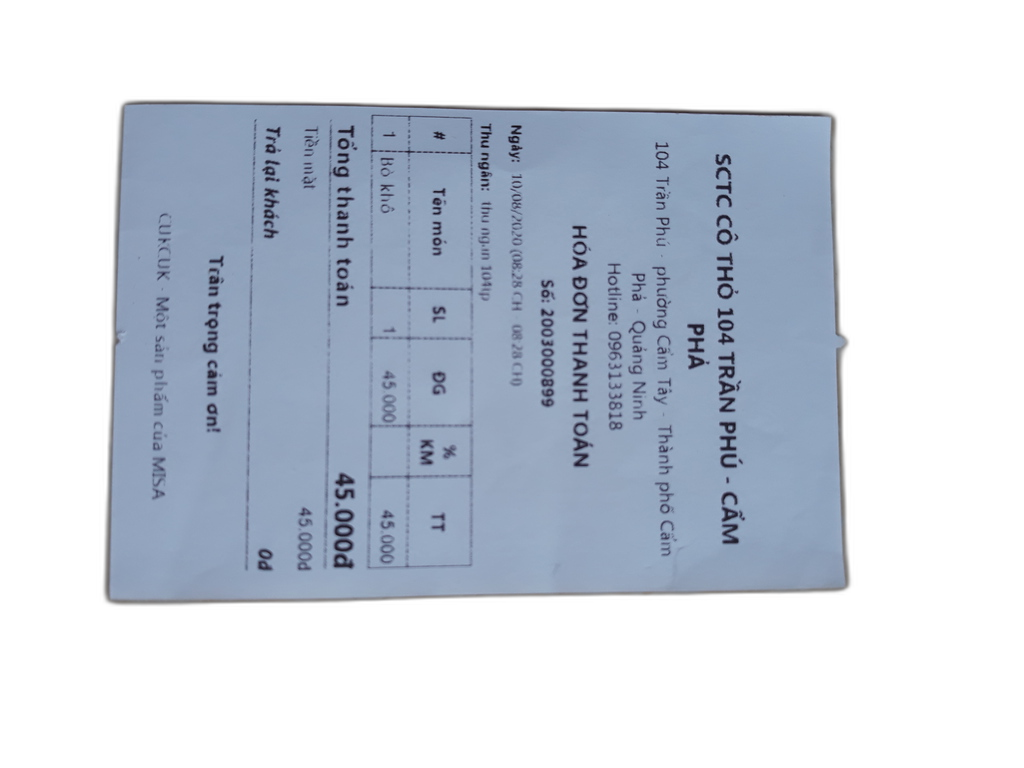 SCTC CÔ THỎ 104 TRẦN PHÚ - CẨM
PHẢ
104 Trần Phú - phường Cẩm Tây - Thành phố Cẩm
Phả - Quảng Ninh
Hotline: 0963133818
HÓA ĐƠN THANH TOÁN
Số: 2003000899
Ngày: 10/08/2020 (08:28 CH - 08:28 CH)
Thu ngân: thu ngan 104tp
# Tên món SL ĐG % KM TT
1 Bò khô 1 45.000 45.000
Tổng thanh toán 45.000đ
Tiền mặt 45.000đ
Trả lại khách 0đ
Trân trọng cảm ơn!
CUKCUK - Một sản phẩm của MISA